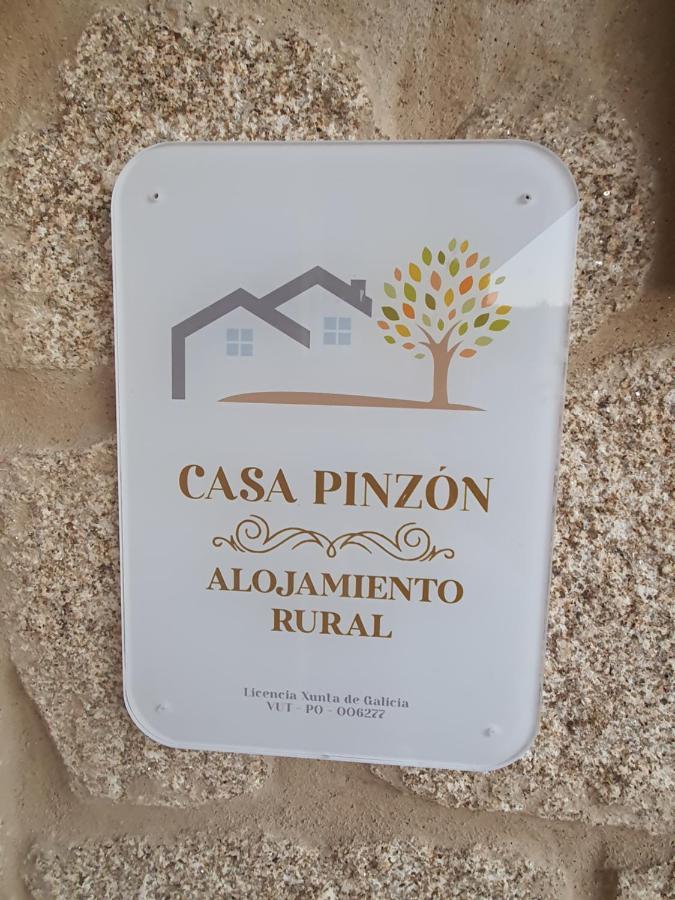 CASA PINZÓN
ALOJAMIENTO
RURAL
Licencia Xunta de Galicia
VUT - PO - 006277